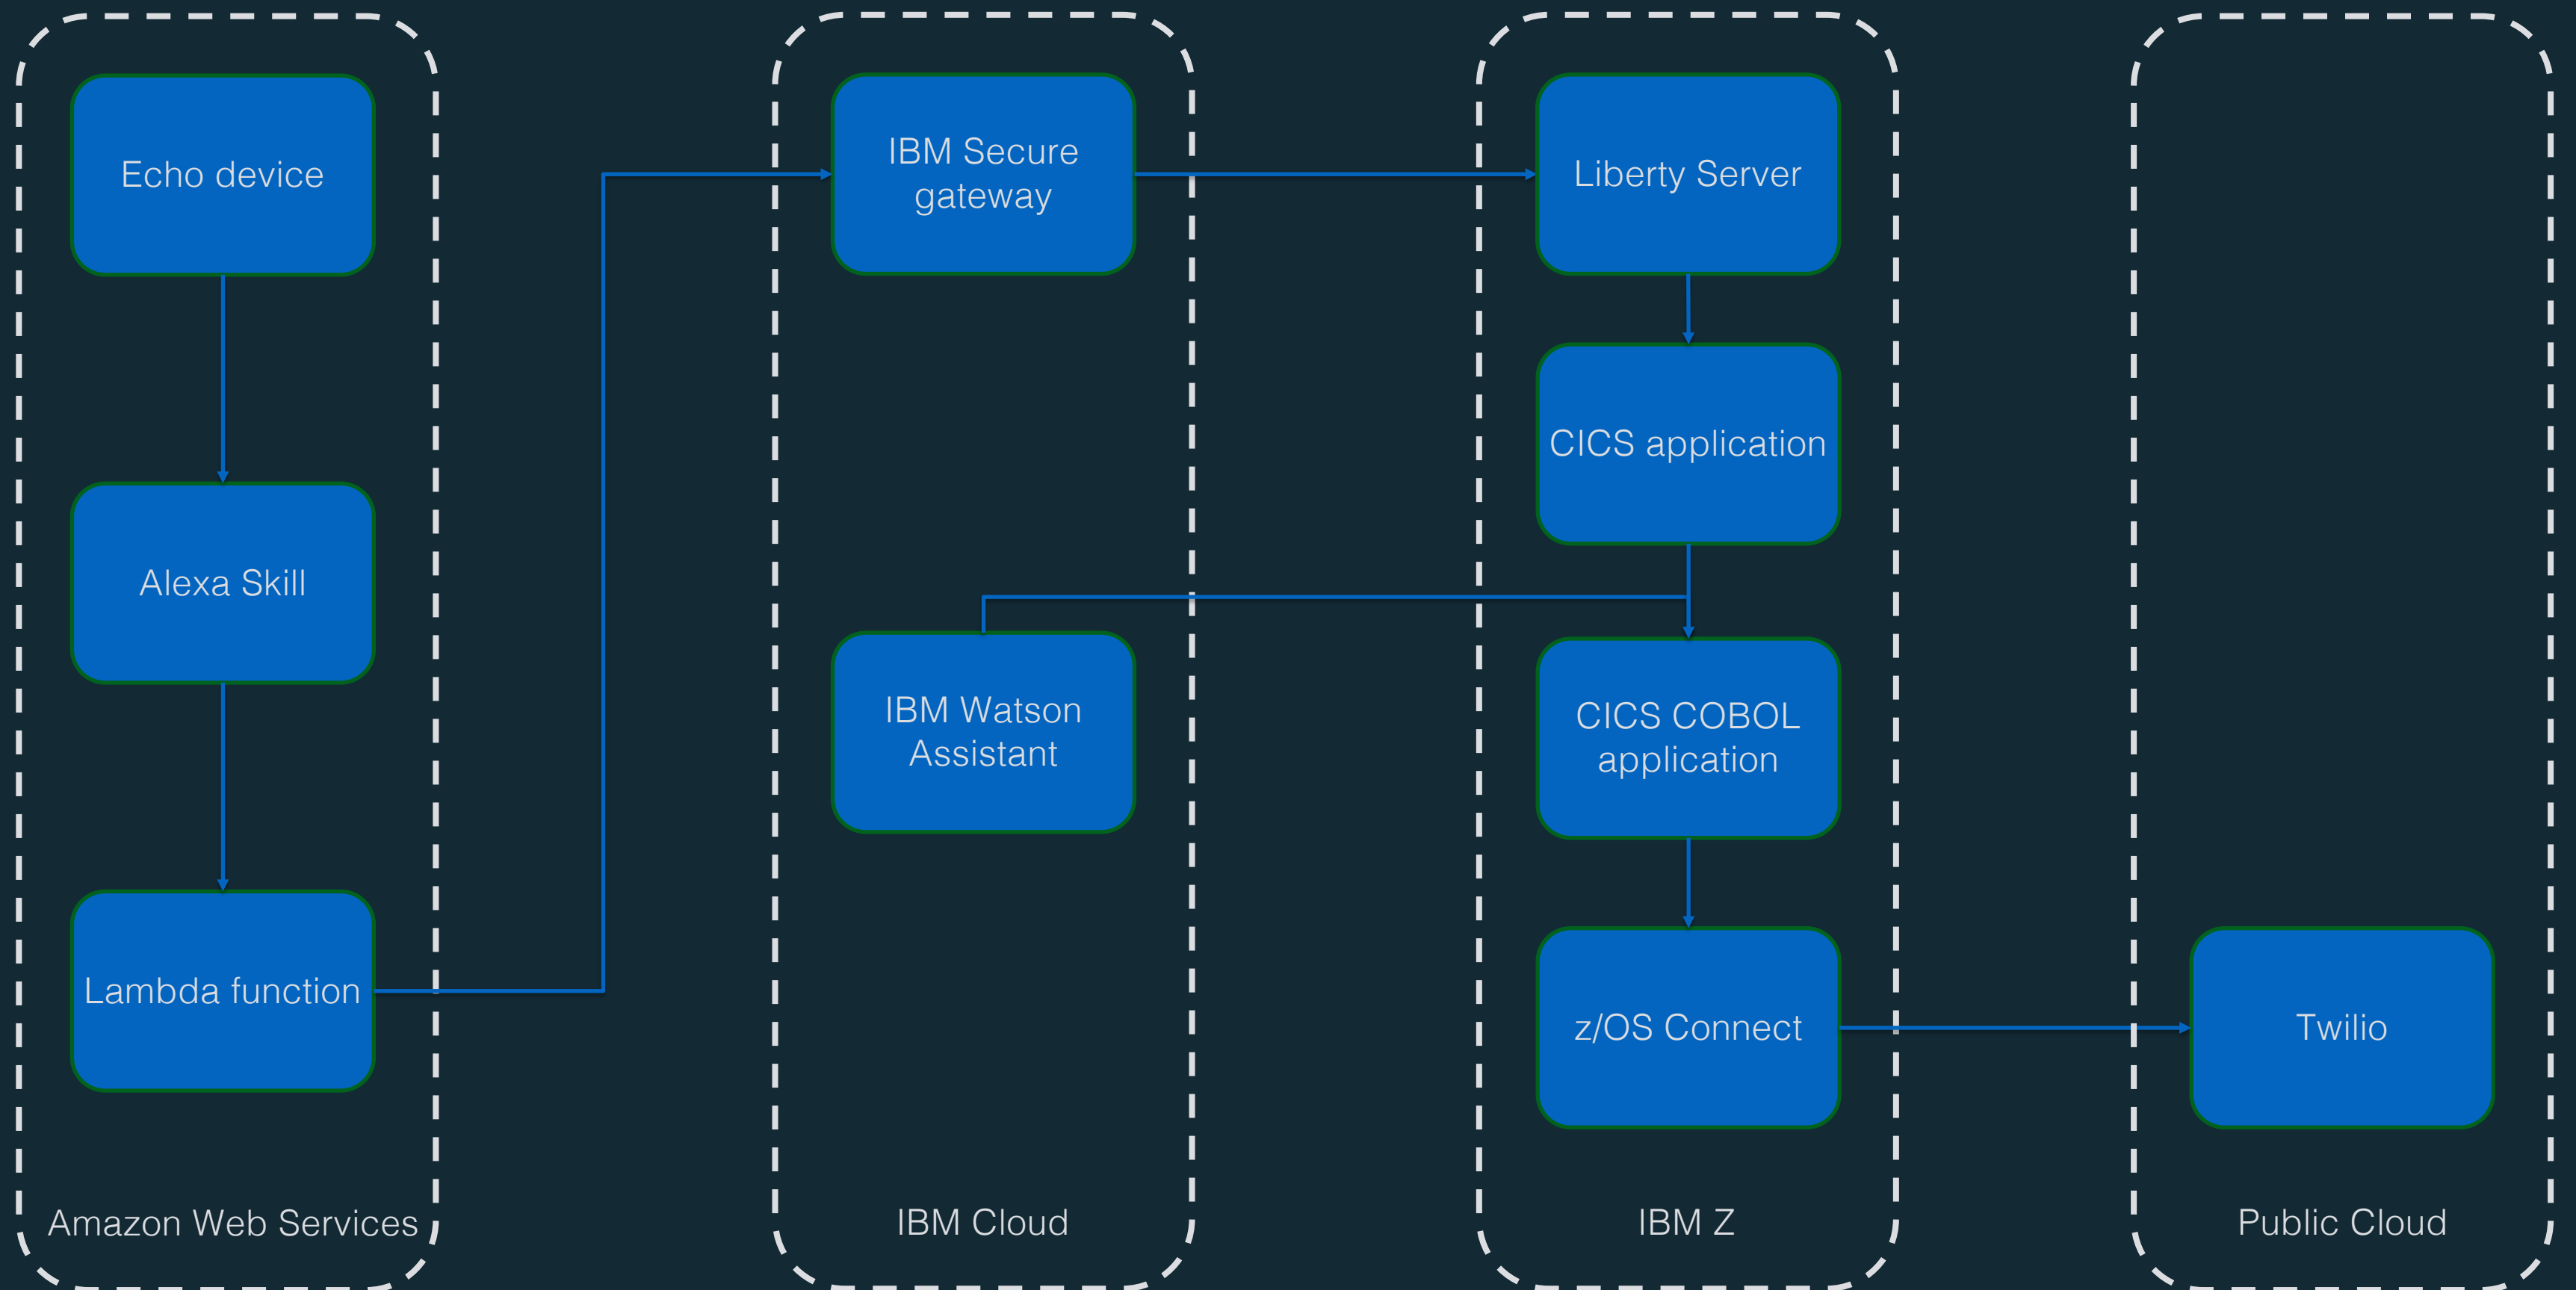 Echo device
Alexa Skill
Lambda function
Amazon Web Services
IBM Secure
gateway
IBM Watson
Assistant
IBM Cloud
Liberty Server
CICS application
CICS COBOL
application
z/OS Connect
IBM Z
Twilio
Public Cloud